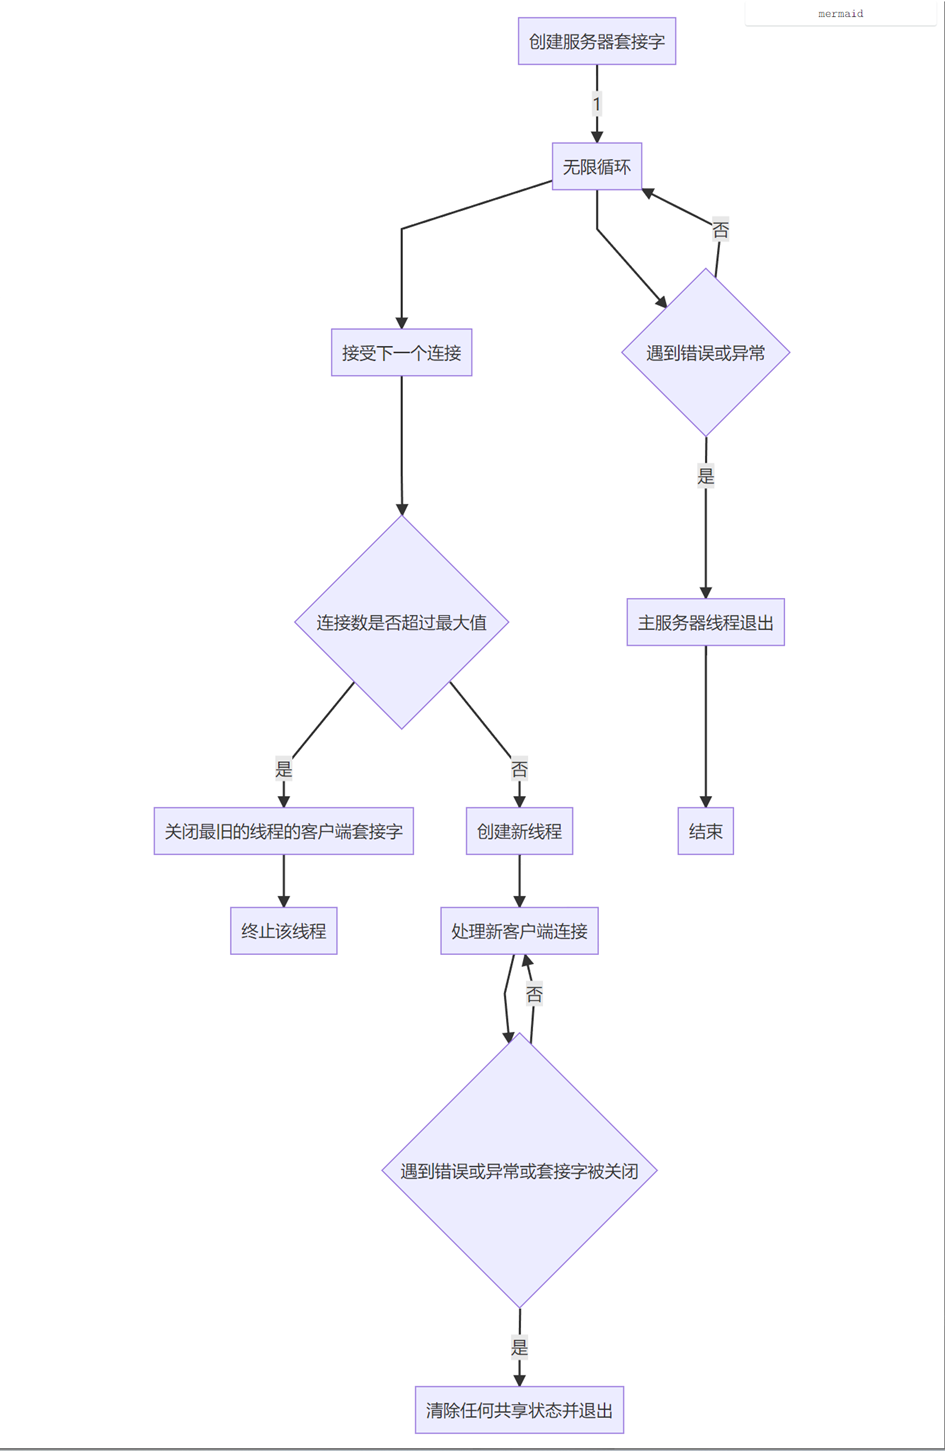 mermaid
创建服务器套接字
1
无限循环
否
接受下一个连接
遇到错误或异常
是
连接数是否超过最大值
主服务器线程退出
是
否
关闭最旧的线程的客户端套接字
创建新线程
结束
终止该线程
处理新客户端连接
否
遇到错误或异常或套接字被关闭
是
清除任何共享状态并退出